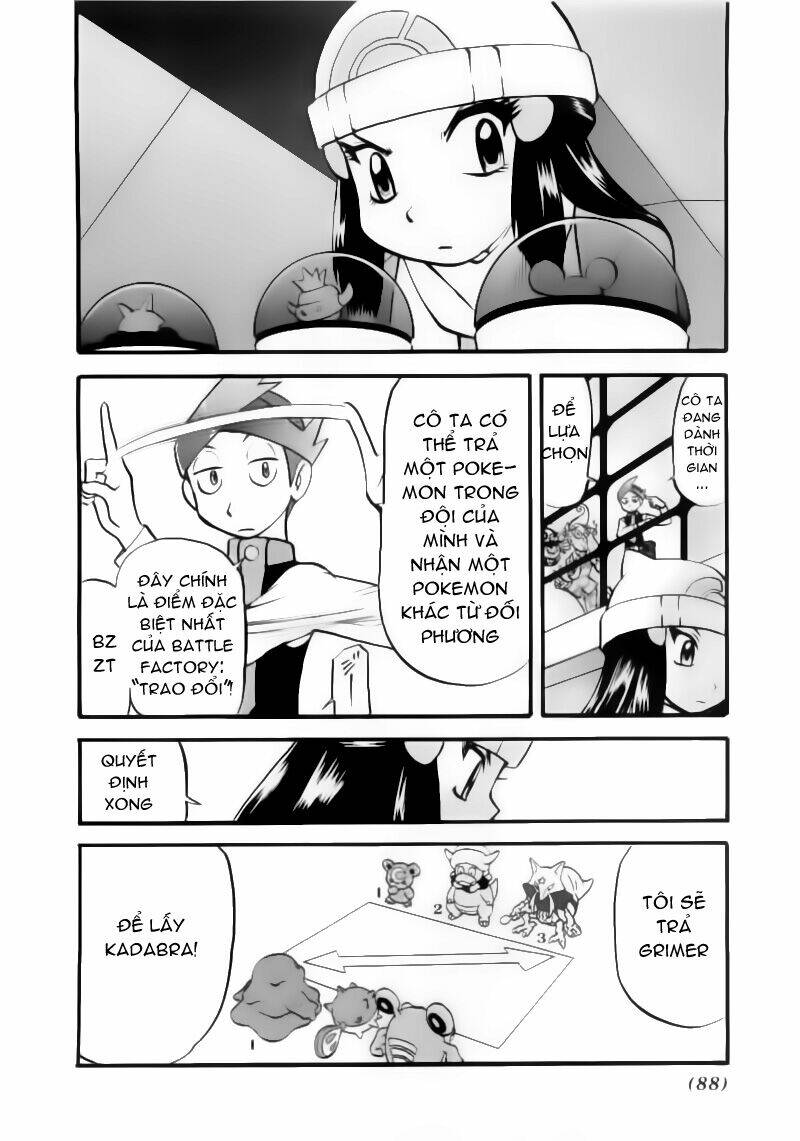 CÔ TA
ĐANG
DÀNH
THỜI
GIAN
...
ĐỂ
LỰA
CHỌN
CÔ TA CÓ
THỂ TRẢ
MỘT POKE-
MON TRONG
ĐỘI CỦA
MÌNH VÀ
NHẬN MỘT
POKEMON
KHÁC TỪ ĐỐI
PHƯƠNG
ĐÂY CHÍNH
LÀ ĐIỂM ĐẶC
BIỆT NHẤT
CỦA BATTLE
FACTORY:
"TRAO ĐỔI"!
BZ
ZT
QUYẾT
ĐỊNH
XONG
TÔI SẼ
TRẢ
GRIMER
1
2
3
ĐỂ LẤY
KADABRA!
1
(88)